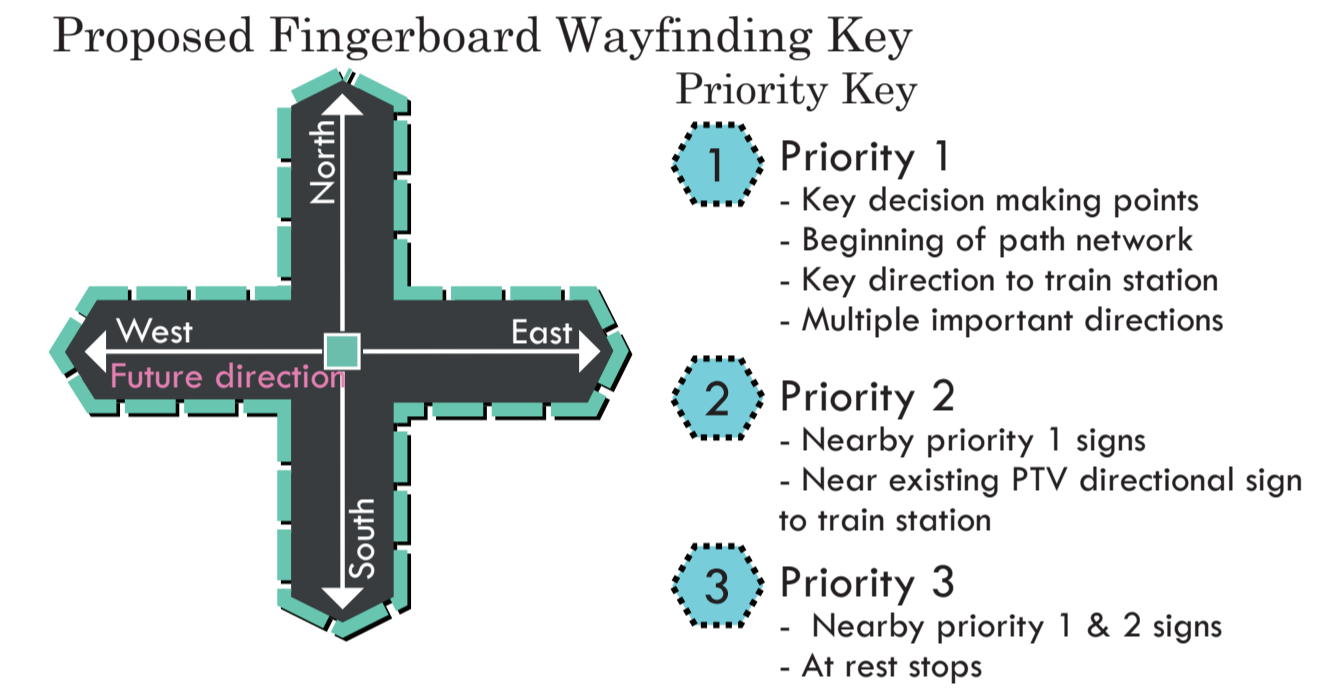 Proposed Fingerboard Wayfinding Key
Priority Key
North
West
East
Future direction
South
1
Priority 1
- Key decision making points
- Beginning of path network
- Key direction to train station
- Multiple important directions
2
Priority 2
- Nearby priority 1 signs
- Near existing PTV directional sign
to train station
3
Priority 3
- Nearby priority 1 & 2 signs
- At rest stops